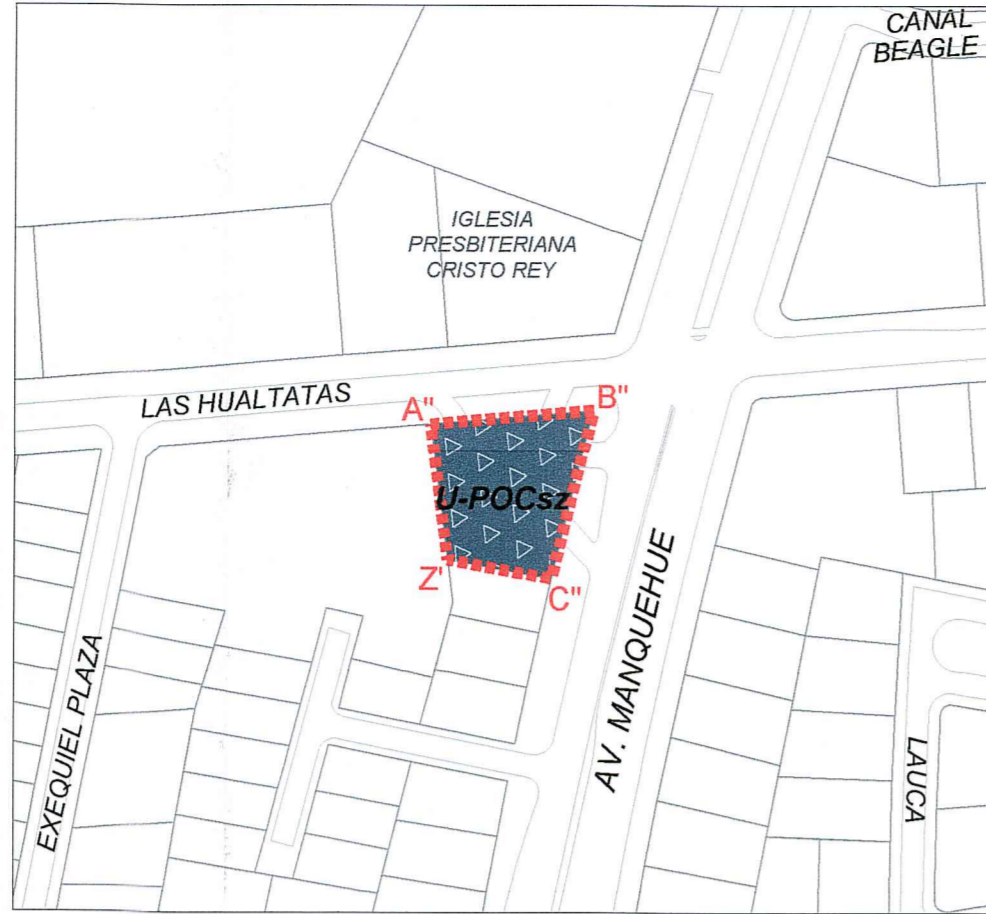 CANAL
BEAGLE
IGLESIA
PRESBITERIANA
CRISTO REY
LAS HUALTATAS
A"
B"
U-POCsz
Z'
C"
AV. MANQUEHUE
EXEQUIEL PLAZA
LAUCA